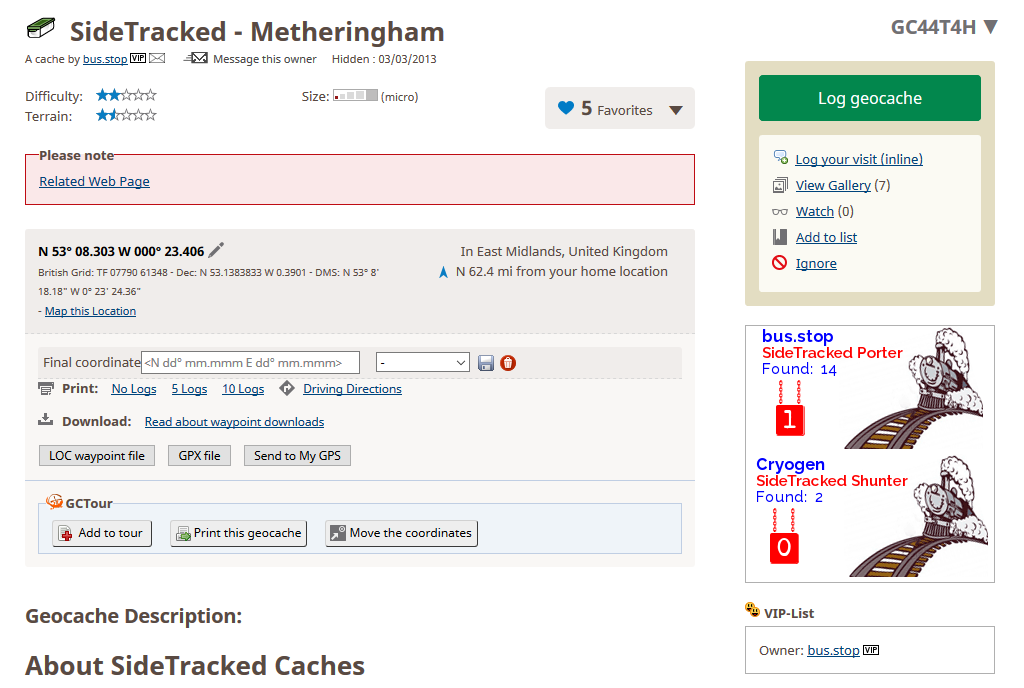 SideTracked - Metheringham
GC44T4H ▼
A cache by bus.stop VIP Message this owner Hidden : 03/03/2013
Difficulty:
Terrain:
Size: (micro)
5 Favorites
Please note
Related Web Page
N 53° 08.303 W 000° 23.406
British Grid: TF 07790 61348 - Dec: N 53.1383833 W 0.3901 - DMS: N 53° 8'
18.18" W 0° 23' 24.36"
- Map this Location
In East Midlands, United Kingdom
N 62.4 mi from your home location
Final coordinate <N dd° mm.mmm E dd° mm.mmm> -
Print: No Logs 5 Logs 10 Logs Driving Directions
Download: Read about waypoint downloads
LOC waypoint file GPX file Send to My GPS
GCTour
Add to tour Print this geocache Move the coordinates
Geocache Description:
About SideTracked Caches
Log geocache
Log your visit (inline)
View Gallery (7)
Watch (0)
Add to list
Ignore
bus.stop
SideTracked Porter
Found: 14
1
Cryogen
SideTracked Shunter
Found: 2
0
VIP-List
Owner: bus.stop VIP